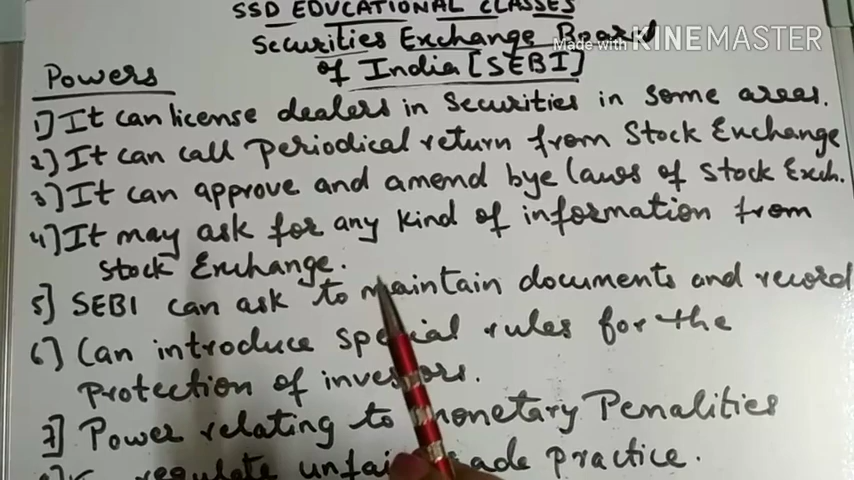 SSD EDUCATIONAL CLASSES
Securities Exchange Board
of India [SEBI]
Made with KINEMASTER
Powers
1] It can license dealers in securities in some areas.
2] It can call Periodical return from Stock Exchange
3] It can approve and amend bye laws of stock Exch.
4] It may ask for any kind of information from
stock Exchange.
5] SEBI can ask to maintain documents and record
6] Can introduce special rules for the
protection of investors.
7] Power relating to monetary Penalities
regulate unfair trade practice.